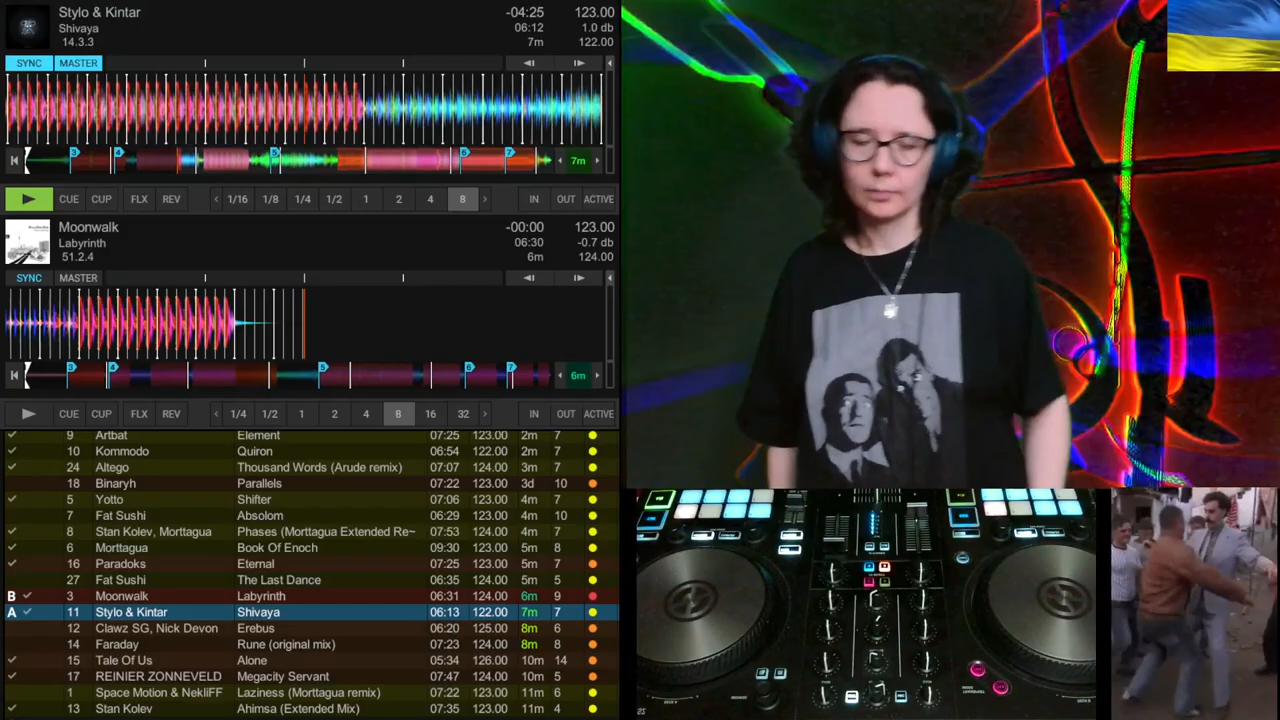 Stylo & Kintar -04:25 123.00
Shivaya 06:12 1.0 db
14.3.3 7m 122.00
SYNC MASTER
3 4 5 6 7 7m
CUE CUP FLX REV 1/16 1/8 1/4 1/2 1 2 4 8 IN OUT ACTIVE
Moonwalk -00:00 123.00
Labyrinth 06:30 -0.7 db
51.2.4 6m 124.00
SYNC MASTER
3 4 5 6 7 6m
CUE CUP FLX REV 1/4 1/2 1 2 4 8 16 32 IN OUT ACTIVE
9 Artbat Element 07:25 123.00 2m 7
10 Kommodo Quiron 06:54 122.00 2m 7
24 Altego Thousand Words (Arude remix) 07:07 124.00 3m 7
18 Binaryh Parallels 07:22 123.00 3d 10
5 Yotto Shifter 07:06 123.00 4m 7
7 Fat Sushi Absolom 06:29 123.00 4m 10
8 Stan Kolev, Morttagua Phases (Morttagua Extended Re~ 07:53 123.00 4m 7
6 Morttagua Book Of Enoch 09:30 123.00 5m 8
16 Paradoks Eternal 07:25 123.00 5m 7
27 Fat Sushi The Last Dance 06:35 124.00 5m 5
B 3 Moonwalk Labyrinth 06:31 124.00 6m 9
A 11 Stylo & Kintar Shivaya 06:13 122.00 7m 7
12 Clawz SG, Nick Devon Erebus 06:20 125.00 8m 6
14 Faraday Rune (original mix) 07:23 124.00 8m 8
15 Tale Of Us Alone 05:34 126.00 10m 14
17 REINIER ZONNEVELD Megacity Servant 07:47 124.00 10m 5
1 Space Motion & NekliFF Laziness (Morttagua remix) 07:22 123.00 11m 6
13 Stan Kolev Ahimsa (Extended Mix) 07:35 123.00 11m 4